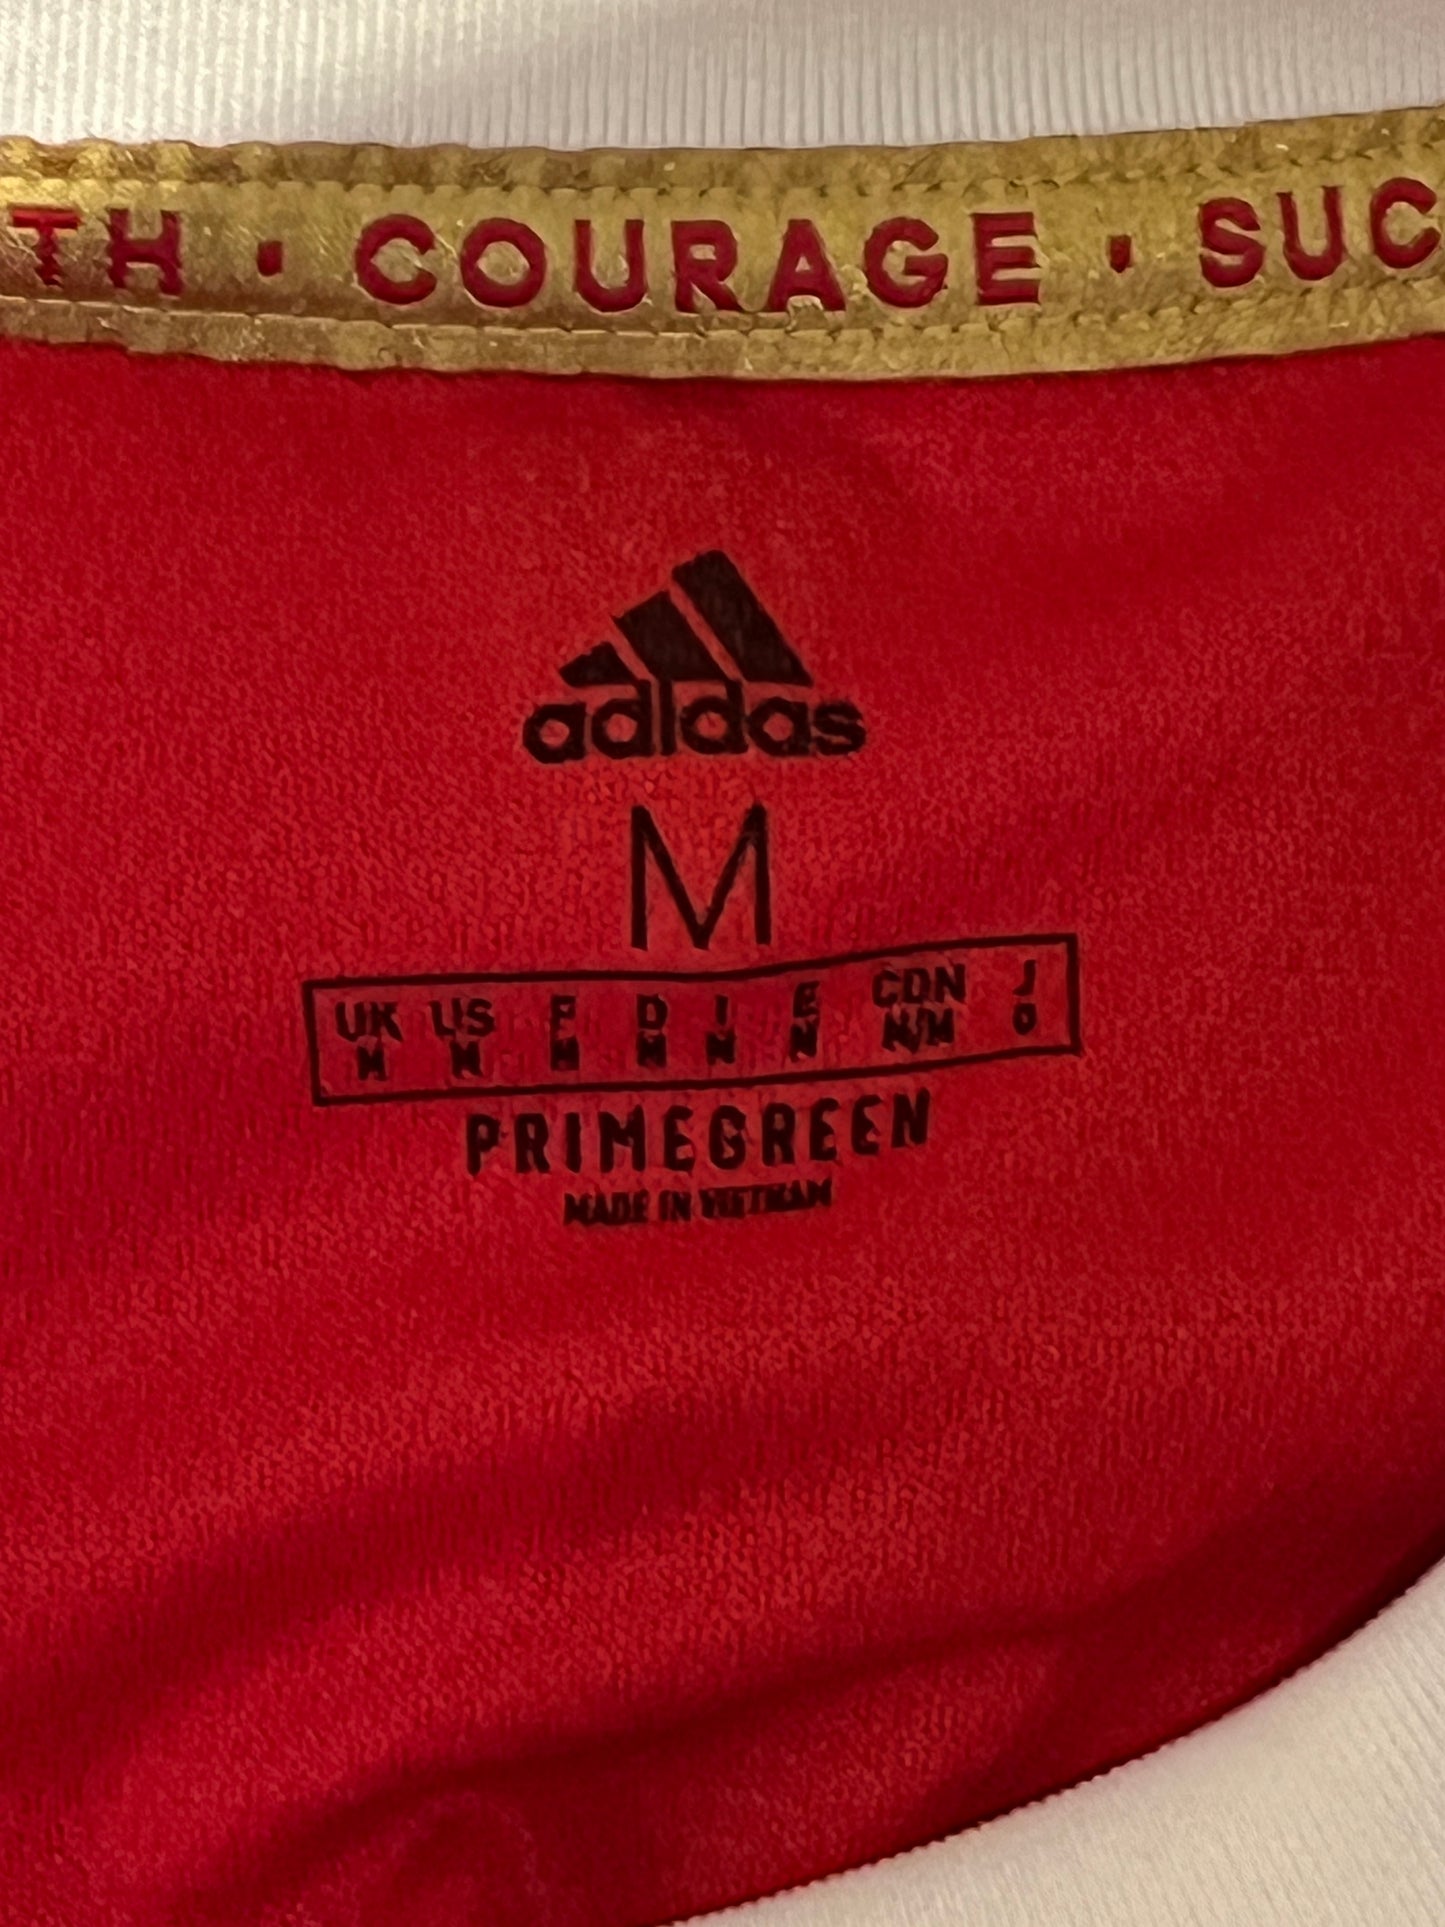 TH · COURAGE · SUC
adidas
M
UK US F D I E CDN J
M M M M M M M/M O
PRIMEGREEN
MADE IN VIETNAM